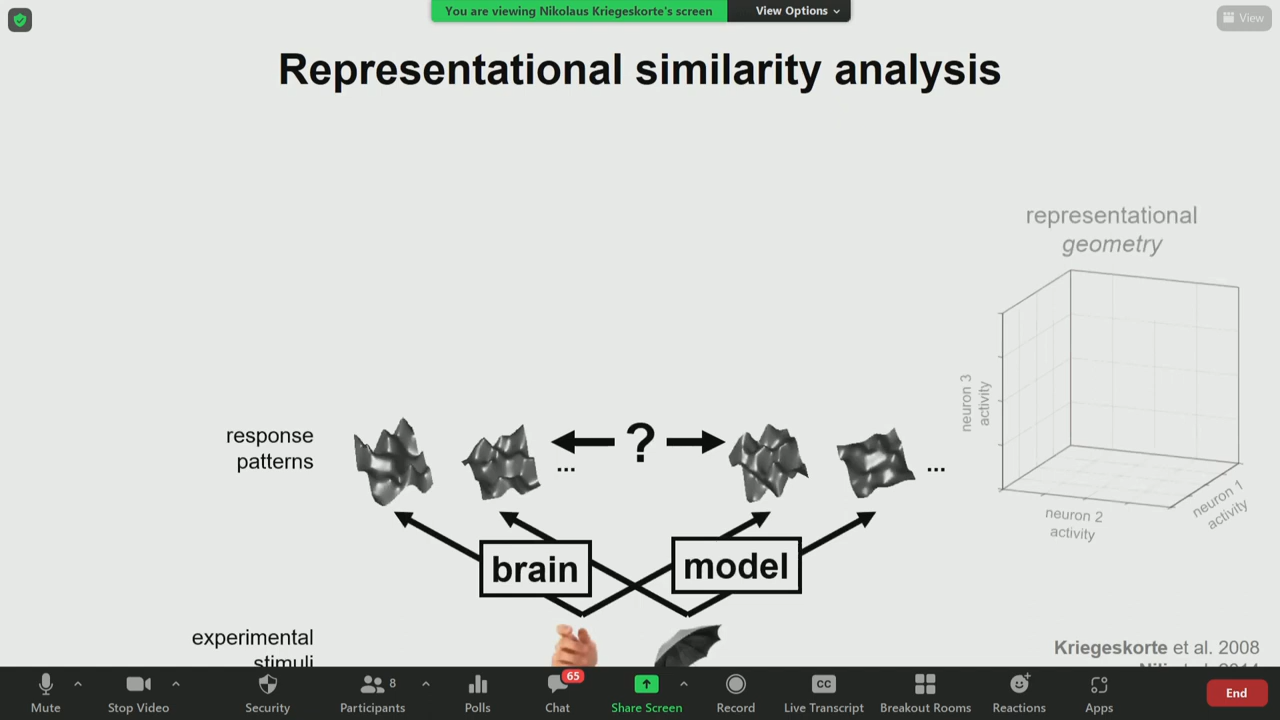 You are viewing Nikolaus Kriegeskorte's screen
View Options
View
Representational similarity analysis
representational
geometry
neuron 3
activity
neuron 2
activity
neuron 1
activity
response
patterns
...
?
...
brain
model
experimental
stimuli
Kriegeskorte et al. 2008
Mute
Stop Video
Security
8
Participants
Polls
65
Chat
Share Screen
Record
CC
Live Transcript
Breakout Rooms
Reactions
Apps
End